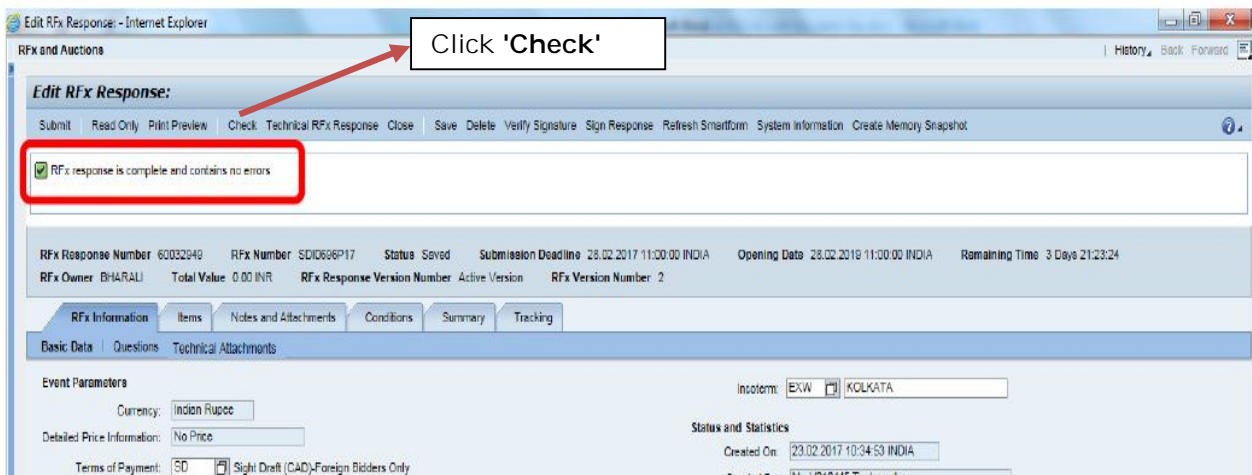 Edit RFx Response: - Internet Explorer
RFx and Auctions
Click 'Check'
History Back Forward
Edit RFx Response:
Submit Read Only Print Preview Check Technical RFx Response Close Save Delete Verify Signature Sign Response Refresh Smartform System Information Create Memory Snapshot
RFx response is complete and contains no errors
RFx Response Number 60032949 RFx Number SDI0696P17 Status Saved Submission Deadline 28.02.2017 11:00:00 INDIA Opening Date 28.02.2019 11:00:00 INDIA Remaining Time 3 Days 21:23:24
RFx Owner BHARALI Total Value 0.00 INR RFx Response Version Number Active Version RFx Version Number 2
RFx Information Items Notes and Attachments Conditions Summary Tracking
Basic Data Questions Technical Attachments
Event Parameters
Incoterm: EXW KOLKATA
Currency: Indian Rupee
Status and Statistics
Detailed Price Information: No Price
Created On: 23.02.2017 10:34:53 INDIA
Terms of Payment: SD Sight Draft (CAD)-Foreign Bidders Only